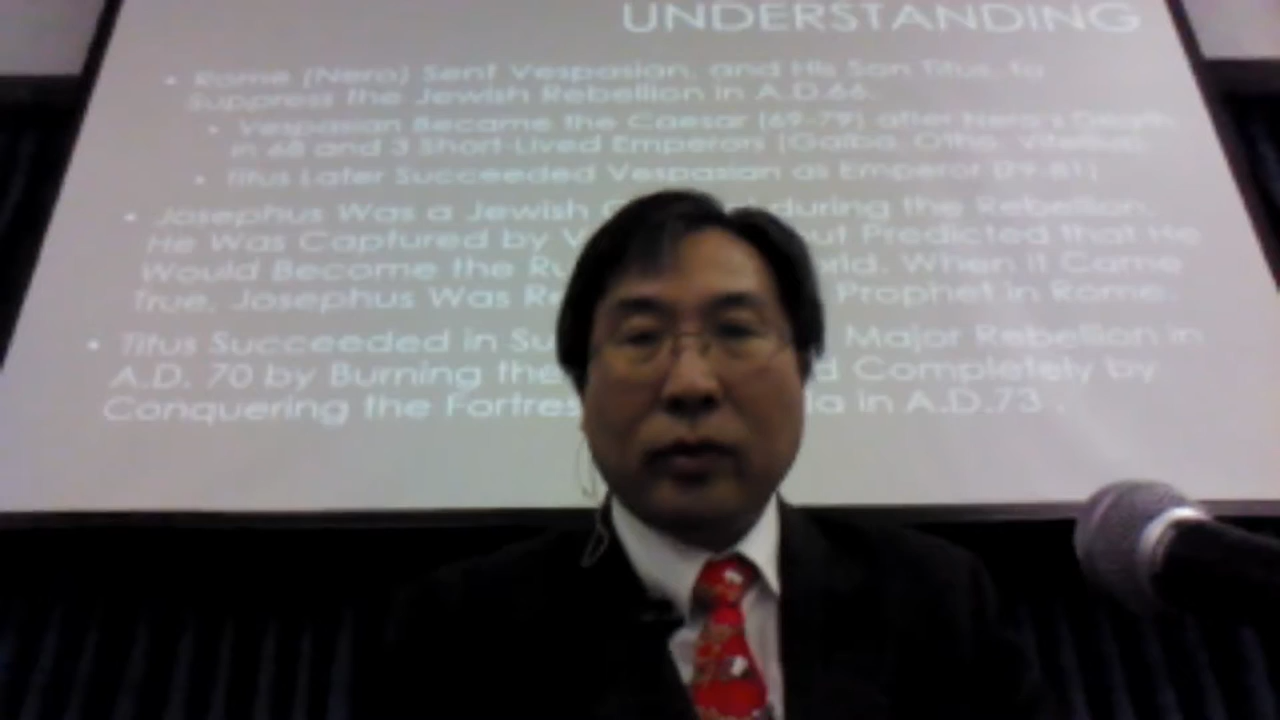 UNDERSTANDING
• Rome (Nero) Sent Vespasian, and His Son Titus, to
Suppress the Jewish Rebellion in A.D.66.
• Vespasian Became the Caesar (69-79) after Nero's Death
in 68 and 3 Short-Lived Emperors (Galba, Otho, Vitellius).
• Titus Later Succeeded Vespasian as Emperor (79-81)
• Josephus Was a Jewish during the Rebellion.
He Was Captured by Predicted that He
Would Become the When it Came
True, Josephus Was Prophet in Rome.
• Titus Succeeded in Major Rebellion in
A.D. 70 by Burning the Completely by
Conquering the in A.D.73 .